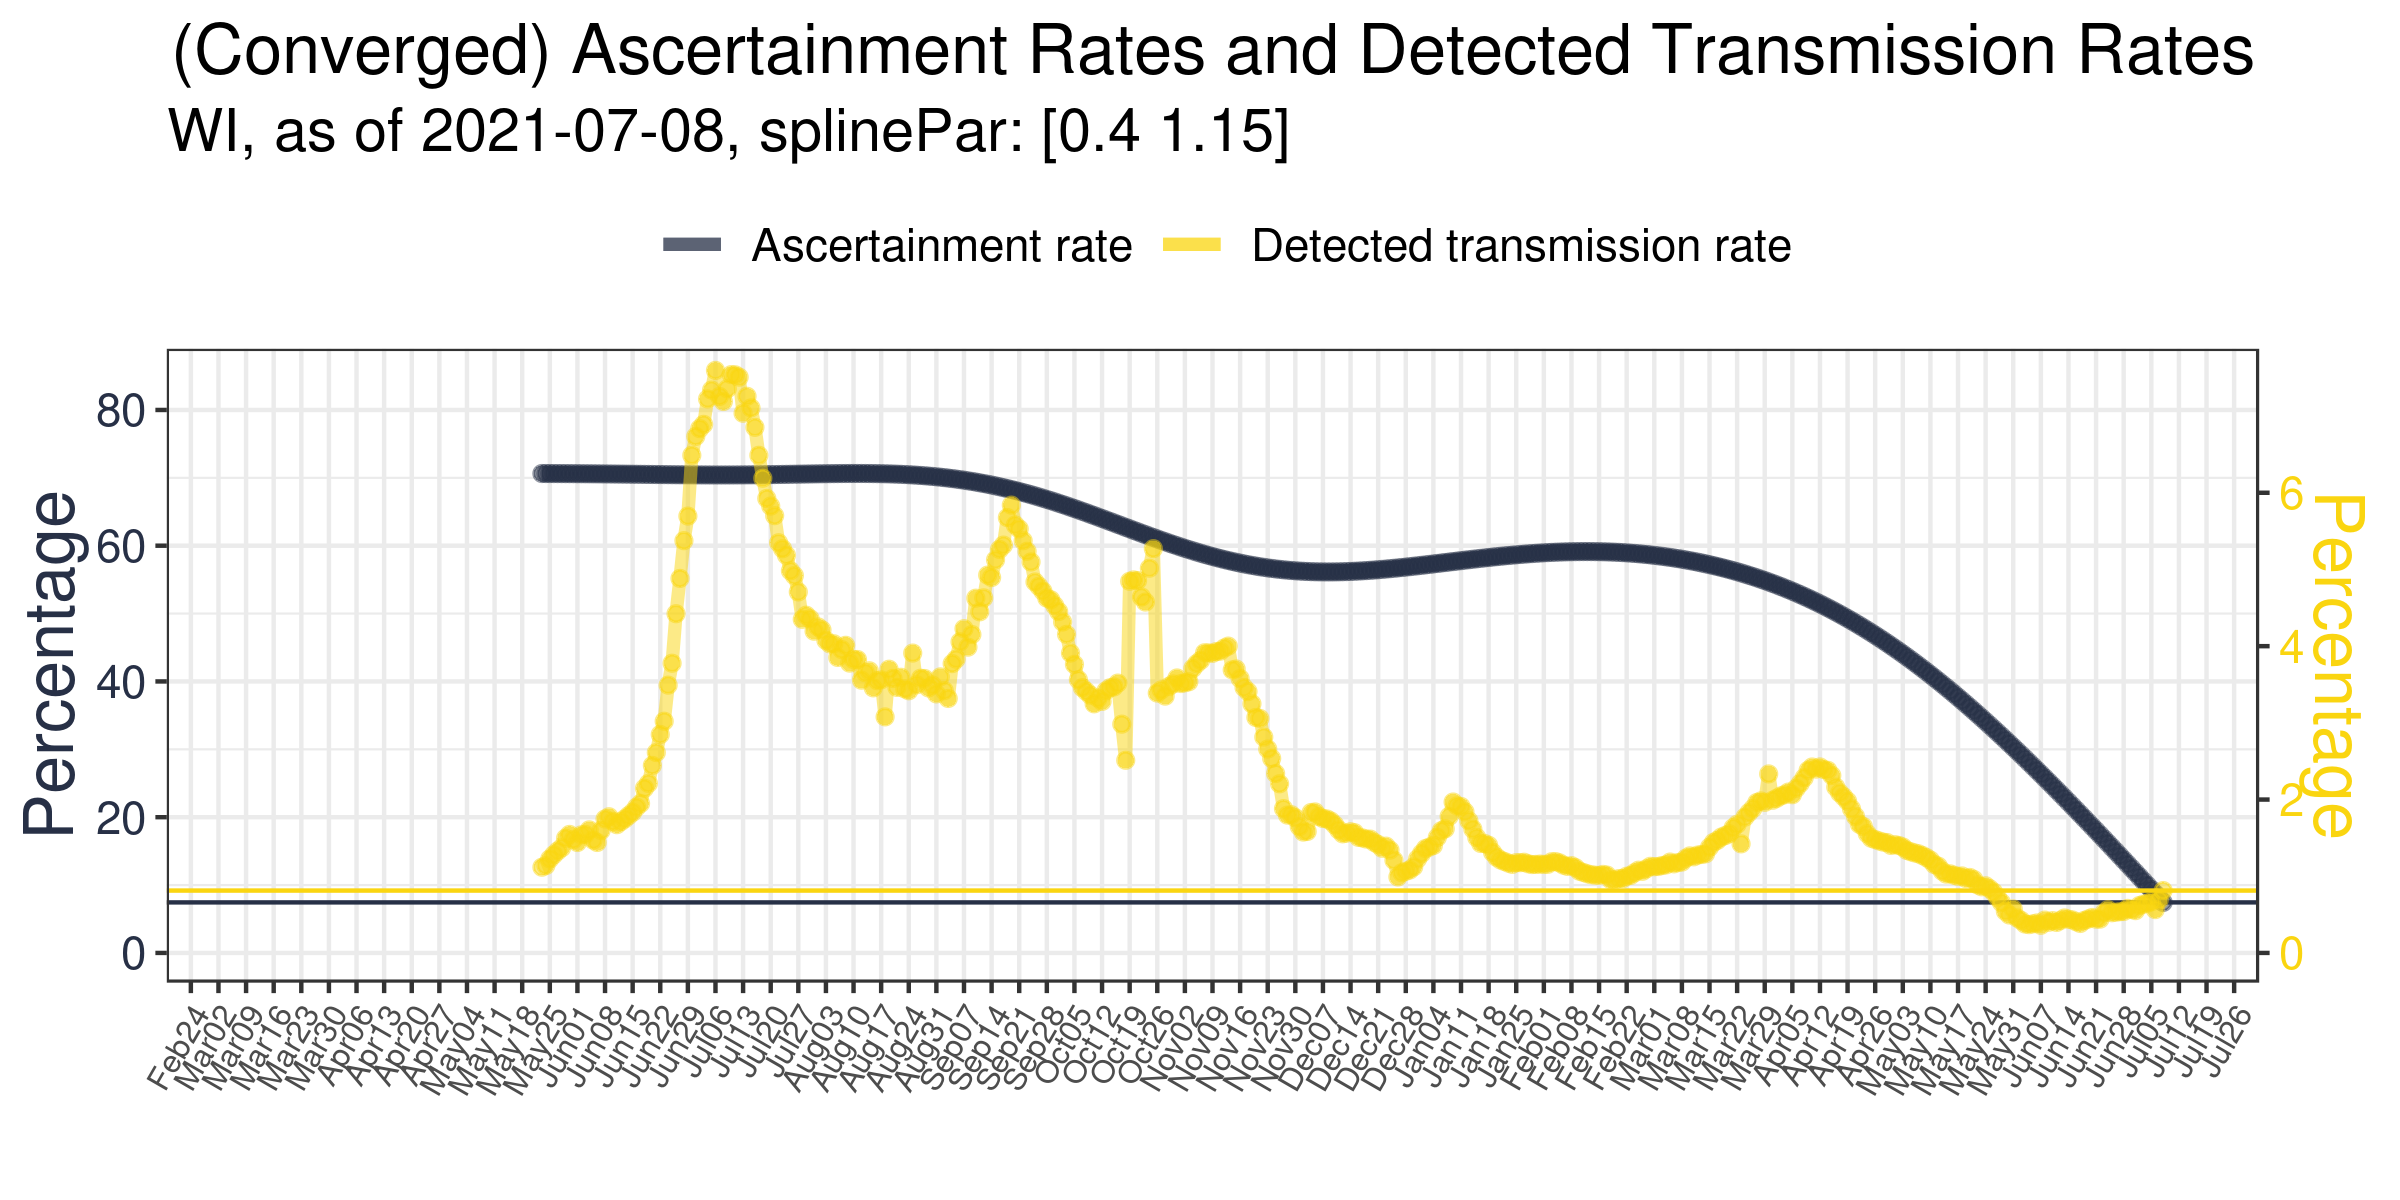 (Converged) Ascertainment Rates and Detected Transmission Rates
WI, as of 2021-07-08, splinePar: [0.4 1.15]
Ascertainment rate
Detected transmission rate
Percentage
80
60
40
20
0
6
4
2
0
Percentage
Feb24
Mar02
Mar09
Mar16
Mar23
Mar30
Apr06
Apr13
Apr20
Apr27
May04
May11
May18
May25
Jun01
Jun08
Jun15
Jun22
Jun29
Jul06
Jul13
Jul20
Jul27
Aug03
Aug10
Aug17
Aug24
Aug31
Sep07
Sep14
Sep21
Sep28
Oct05
Oct12
Oct19
Oct26
Nov02
Nov09
Nov16
Nov23
Nov30
Dec07
Dec14
Dec21
Dec28
Jan04
Jan11
Jan18
Jan25
Feb01
Feb08
Feb15
Feb22
Mar01
Mar08
Mar15
Mar22
Mar29
Apr05
Apr12
Apr19
Apr26
May03
May10
May17
May24
May31
Jun07
Jun14
Jun21
Jun28
Jul05
Jul12
Jul19
Jul26